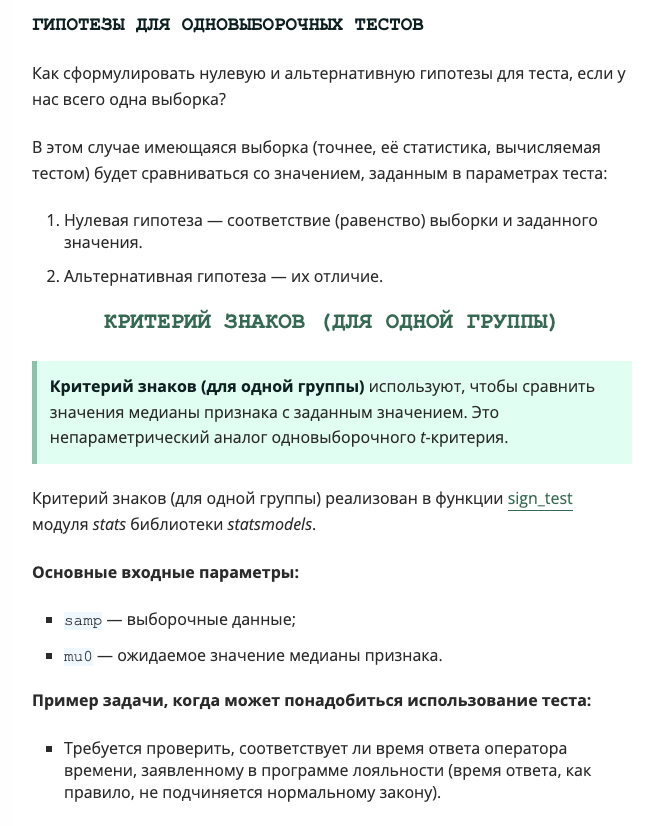 ГИПОТЕЗЫ ДЛЯ ОДНОВЫБОРОЧНЫХ ТЕСТОВ
Как сформулировать нулевую и альтернативную гипотезы для теста, если у
нас всего одна выборка?
В этом случае имеющаяся выборка (точнее, её статистика, вычисляемая
тестом) будет сравниваться со значением, заданным в параметрах теста:
1. Нулевая гипотеза — соответствие (равенство) выборки и заданного
значения.
2. Альтернативная гипотеза — их отличие.
КРИТЕРИЙ ЗНАКОВ (ДЛЯ ОДНОЙ ГРУППЫ)
Критерий знаков (для одной группы) используют, чтобы сравнить
значения медианы признака с заданным значением. Это
непараметрический аналог одновыборочного t-критерия.
Критерий знаков (для одной группы) реализован в функции sign_test
модуля stats библиотеки statsmodels.
Основные входные параметры:
▪ samp — выборочные данные;
▪ mu0 — ожидаемое значение медианы признака.
Пример задачи, когда может понадобиться использование теста:
▪ Требуется проверить, соответствует ли время ответа оператора
времени, заявленному в программе лояльности (время ответа, как
правило, не подчиняется нормальному закону).